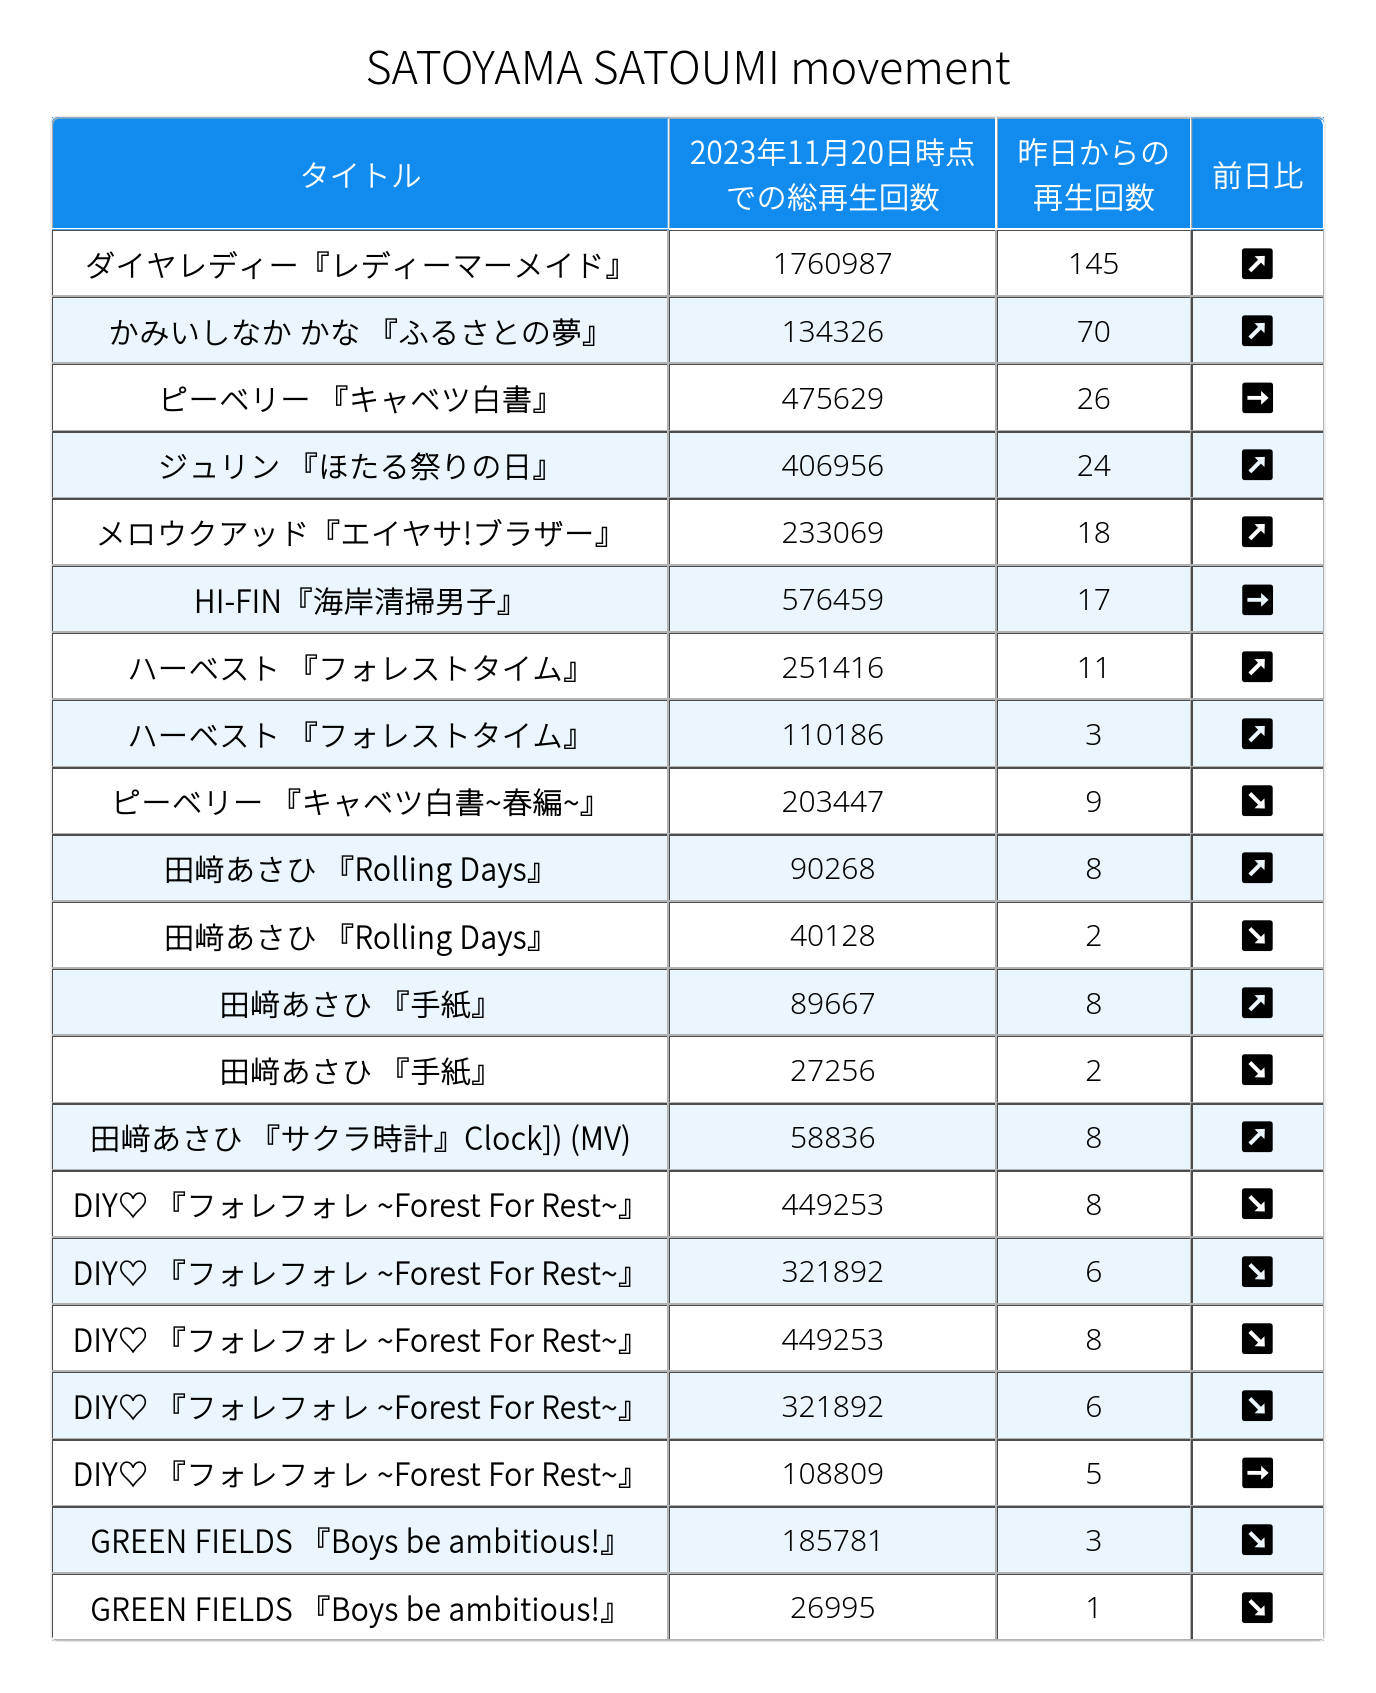 SATOYAMA SATOUMI movement
タイトル 2023年11月20日時点での総再生回数 昨日からの再生回数 前日比
ダイヤレディー『レディーマーメイド』 1760987 145 ↗
かみいしなか かな 『ふるさとの夢』 134326 70 ↗
ピーベリー 『キャベツ白書』 475629 26 →
ジュリン 『ほたる祭りの日』 406956 24 ↗
メロウクアッド『エイヤサ!ブラザー』 233069 18 ↗
HI-FIN『海岸清掃男子』 576459 17 →
ハーベスト 『フォレストタイム』 251416 11 ↗
ハーベスト 『フォレストタイム』 110186 3 ↗
ピーベリー 『キャベツ白書~春編~』 203447 9 ↘
田﨑あさひ 『Rolling Days』 90268 8 ↗
田﨑あさひ 『Rolling Days』 40128 2 ↘
田﨑あさひ 『手紙』 89667 8 ↗
田﨑あさひ 『手紙』 27256 2 ↘
田﨑あさひ 『サクラ時計』Clock]) (MV) 58836 8 ↗
DIY♡ 『フォレフォレ ~Forest For Rest~』 449253 8 ↘
DIY♡ 『フォレフォレ ~Forest For Rest~』 321892 6 ↘
DIY♡ 『フォレフォレ ~Forest For Rest~』 449253 8 ↘
DIY♡ 『フォレフォレ ~Forest For Rest~』 321892 6 ↘
DIY♡ 『フォレフォレ ~Forest For Rest~』 108809 5 →
GREEN FIELDS 『Boys be ambitious!』 185781 3 ↘
GREEN FIELDS 『Boys be ambitious!』 26995 1 ↘